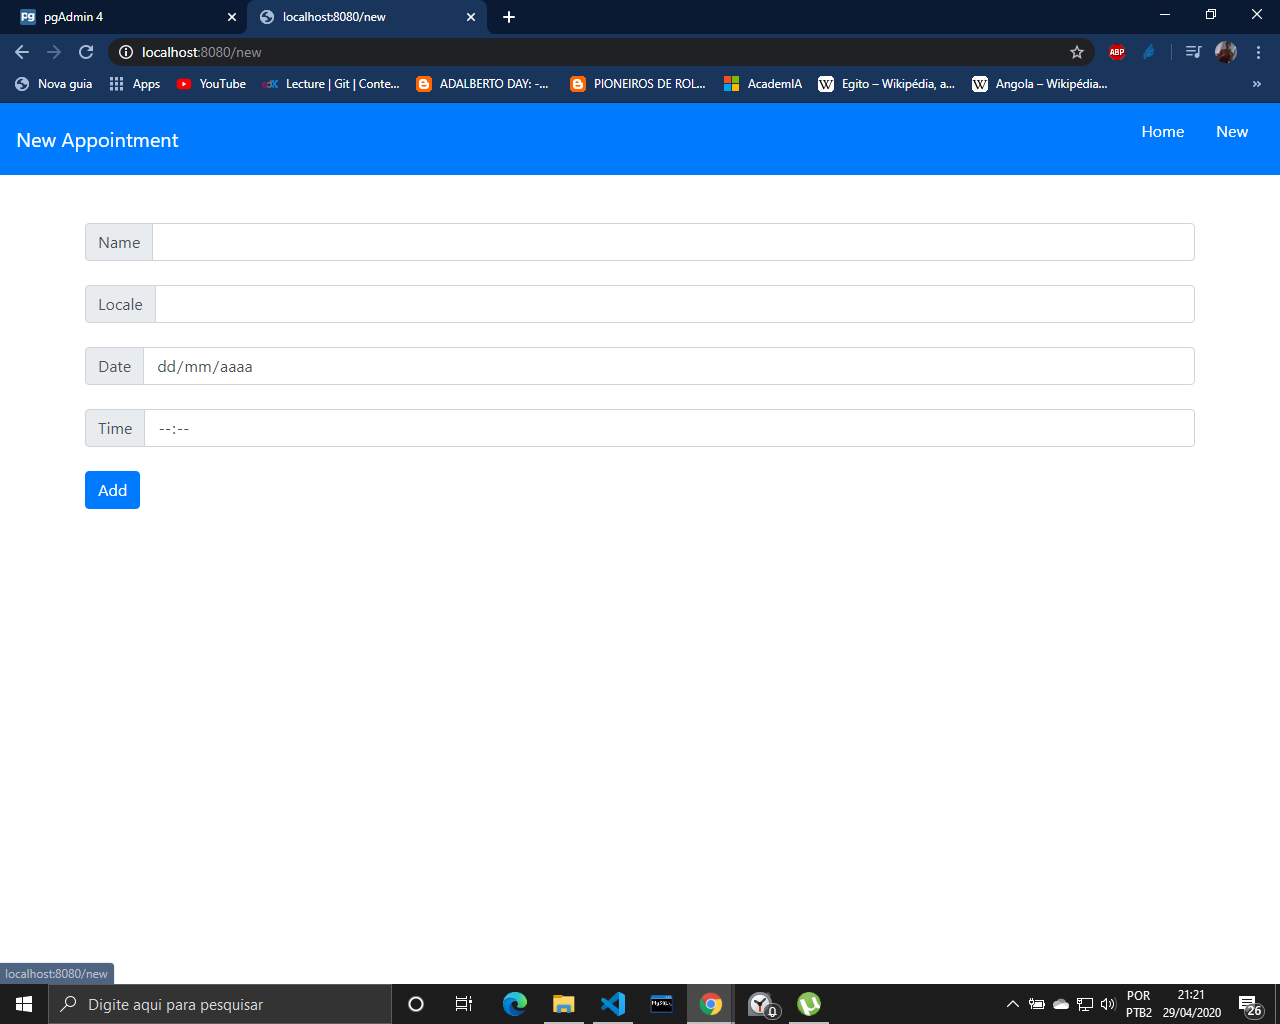 pgAdmin 4
localhost:8080/new
localhost:8080/new
ABP
Nova guia
Apps
YouTube
Lecture | Git | Conte...
ADALBERTO DAY: -...
PIONEIROS DE ROL...
AcademIA
Egito – Wikipédia, a...
Angola – Wikipédia...
»
New Appointment
Home
New
Name
Locale
Date
dd/mm/aaaa
Time
--:--
Add
localhost:8080/new
Digite aqui para pesquisar
POR
PTB2
21:21
29/04/2020
26